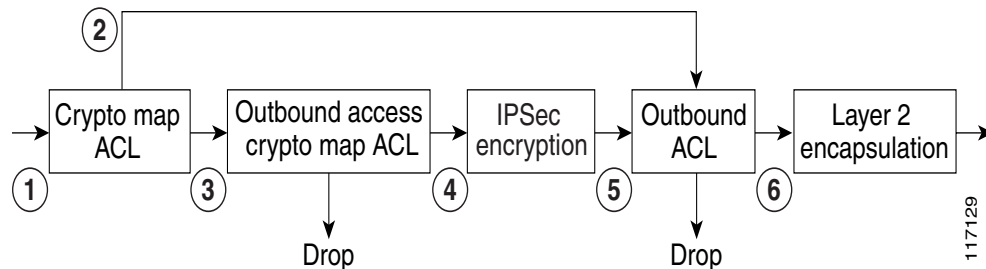 2
Crypto map
ACL
Outbound access
crypto map ACL
IPSec
encryption
Outbound
ACL
Layer 2
encapsulation
1
3
4
5
6
Drop
Drop
117129